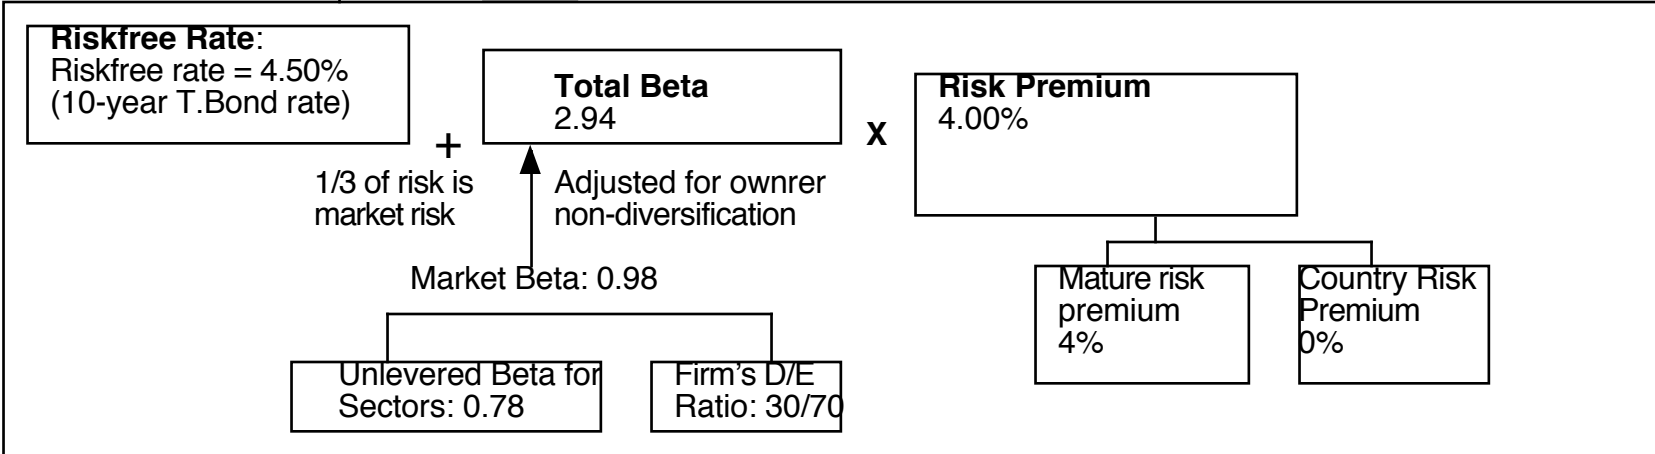 Riskfree Rate:
Riskfree rate = 4.50%
(10-year T.Bond rate)
+
Total Beta
2.94
X
Risk Premium
4.00%
1/3 of risk is
market risk
Adjusted for ownrer
non-diversification
Market Beta: 0.98
Unlevered Beta for
Sectors: 0.78
Firm's D/E
Ratio: 30/70
Mature risk
premium
4%
Country Risk
Premium
0%